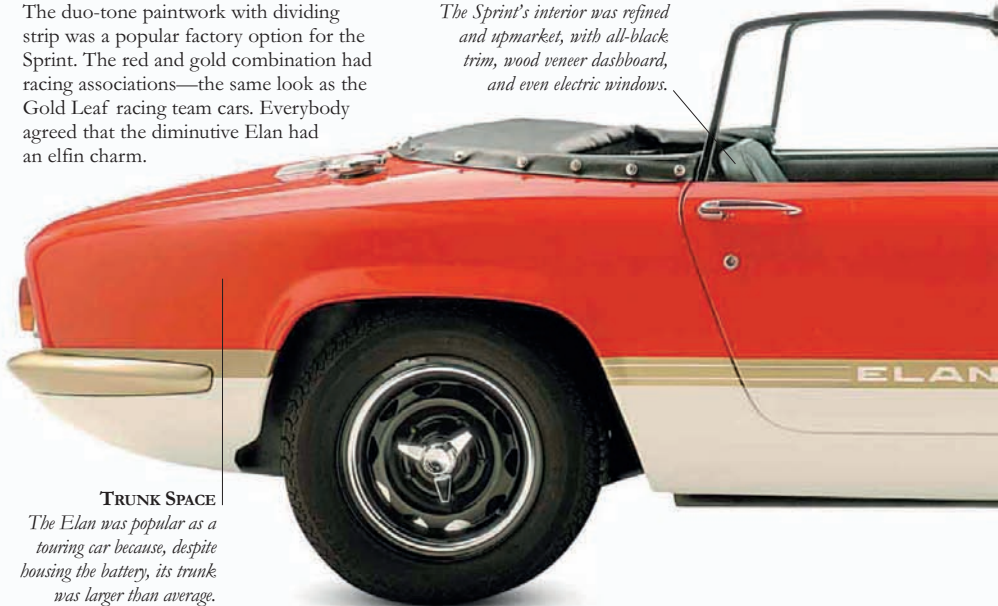 The duo-tone paintwork with dividing
strip was a popular factory option for the
Sprint. The red and gold combination had
racing associations—the same look as the
Gold Leaf racing team cars. Everybody
agreed that the diminutive Elan had
an elfin charm.
The Sprint's interior was refined
and upmarket, with all-black
trim, wood veneer dashboard,
and even electric windows.
ELAN
TRUNK SPACE
The Elan was popular as a
touring car because, despite
housing the battery, its trunk
was larger than average.